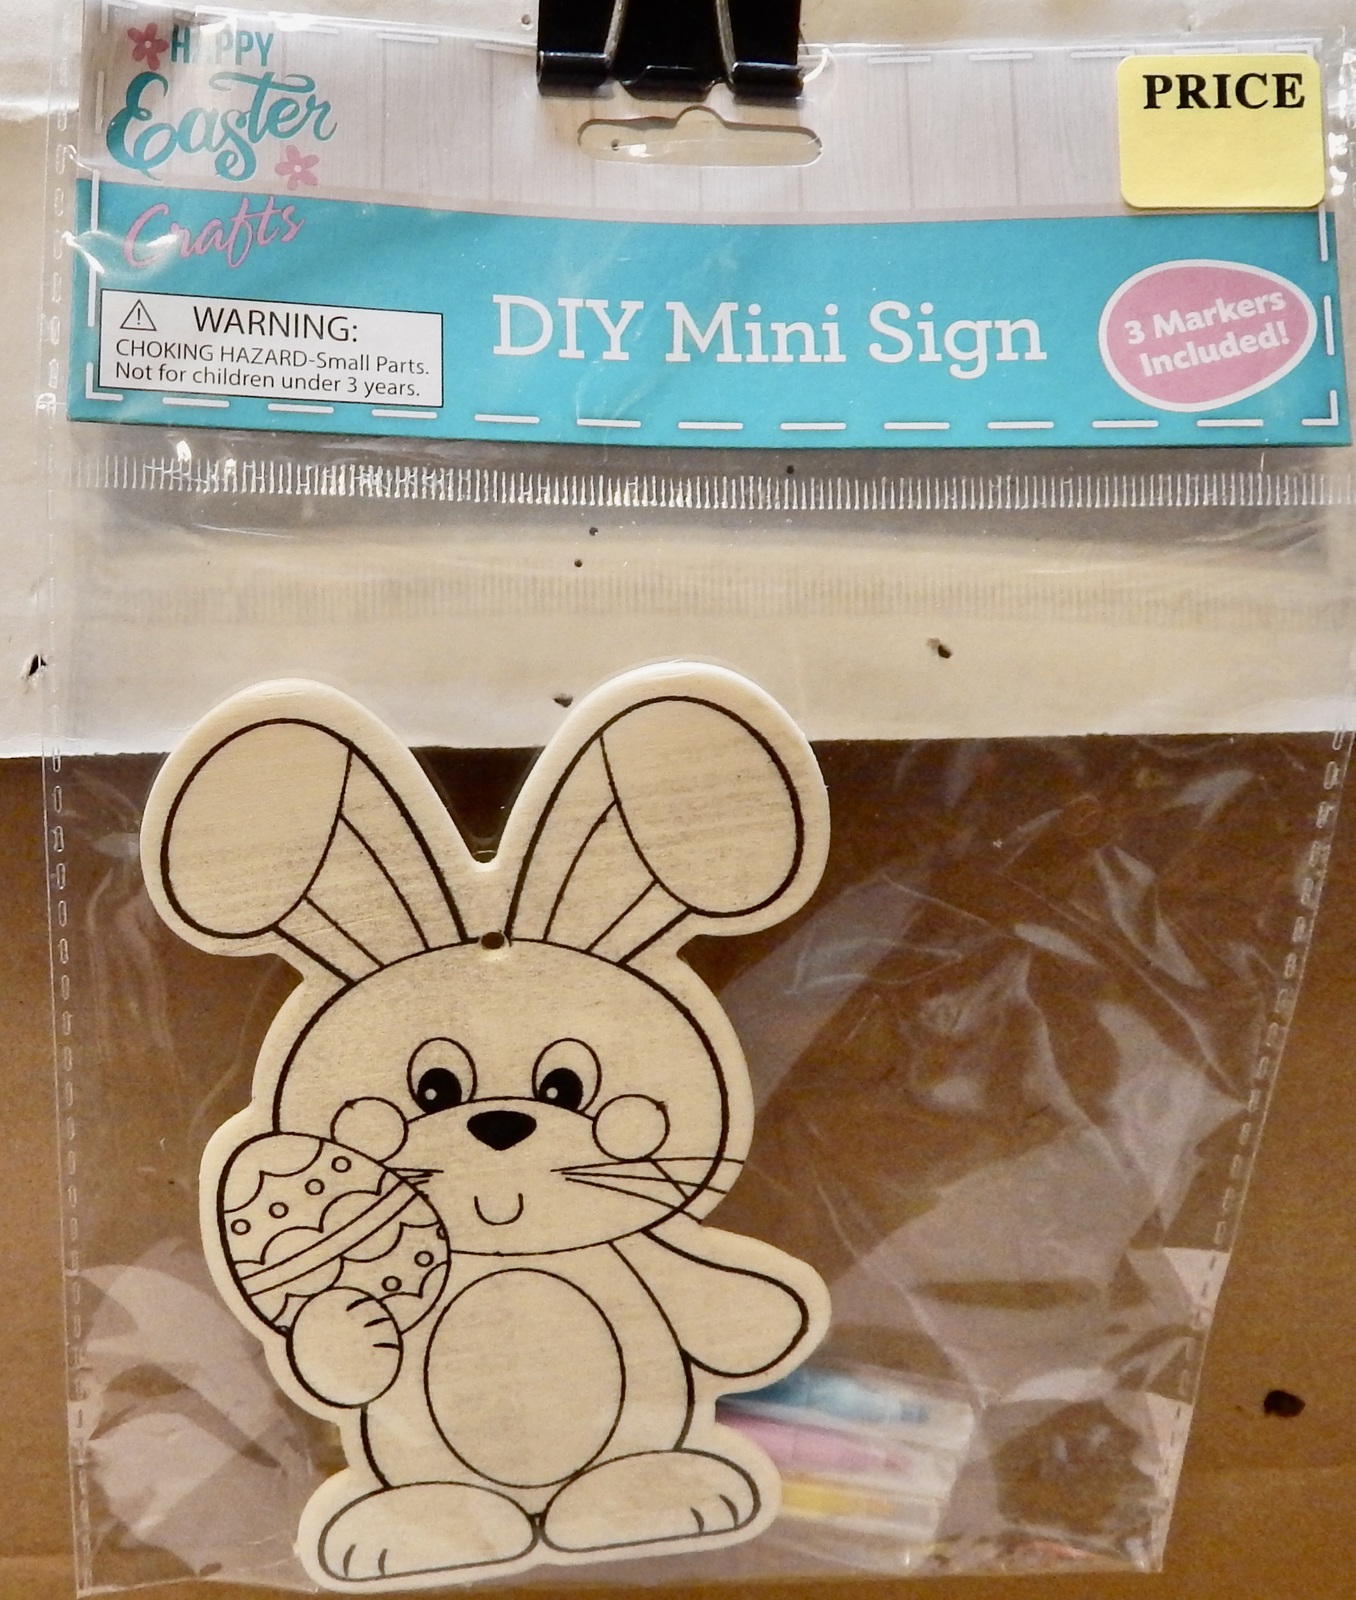 HAPPY
Easter
Crafts
PRICE
WARNING:
CHOKING HAZARD-Small Parts.
Not for children under 3 years.
DIY Mini Sign
3 Markers
Included!